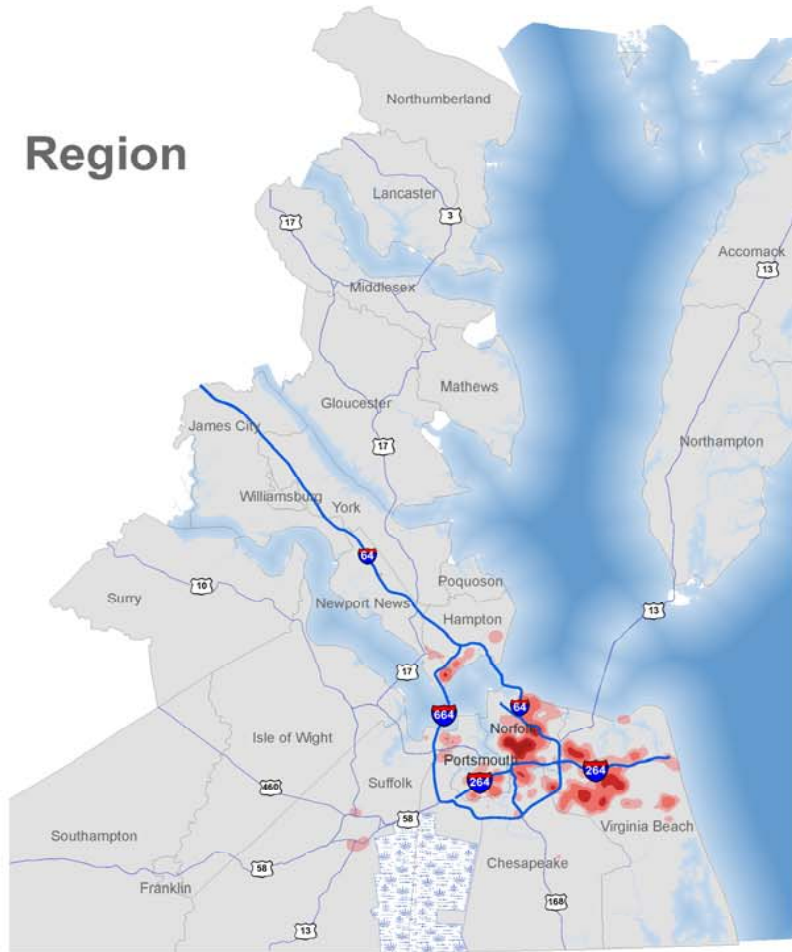 Northumberland
Region
Lancaster
3
17
Accomack
13
Middlesex
Mathews
Gloucester
James City
Northampton
17
Williamsburg
York
64
Poquoson
10
Surry
Newport News
13
Hampton
17
64
664
Norfolk
Isle of Wight
Portsmouth
264
264
Suffolk
460
58
Virginia Beach
Southampton
Chesapeake
58
Franklin
168
13